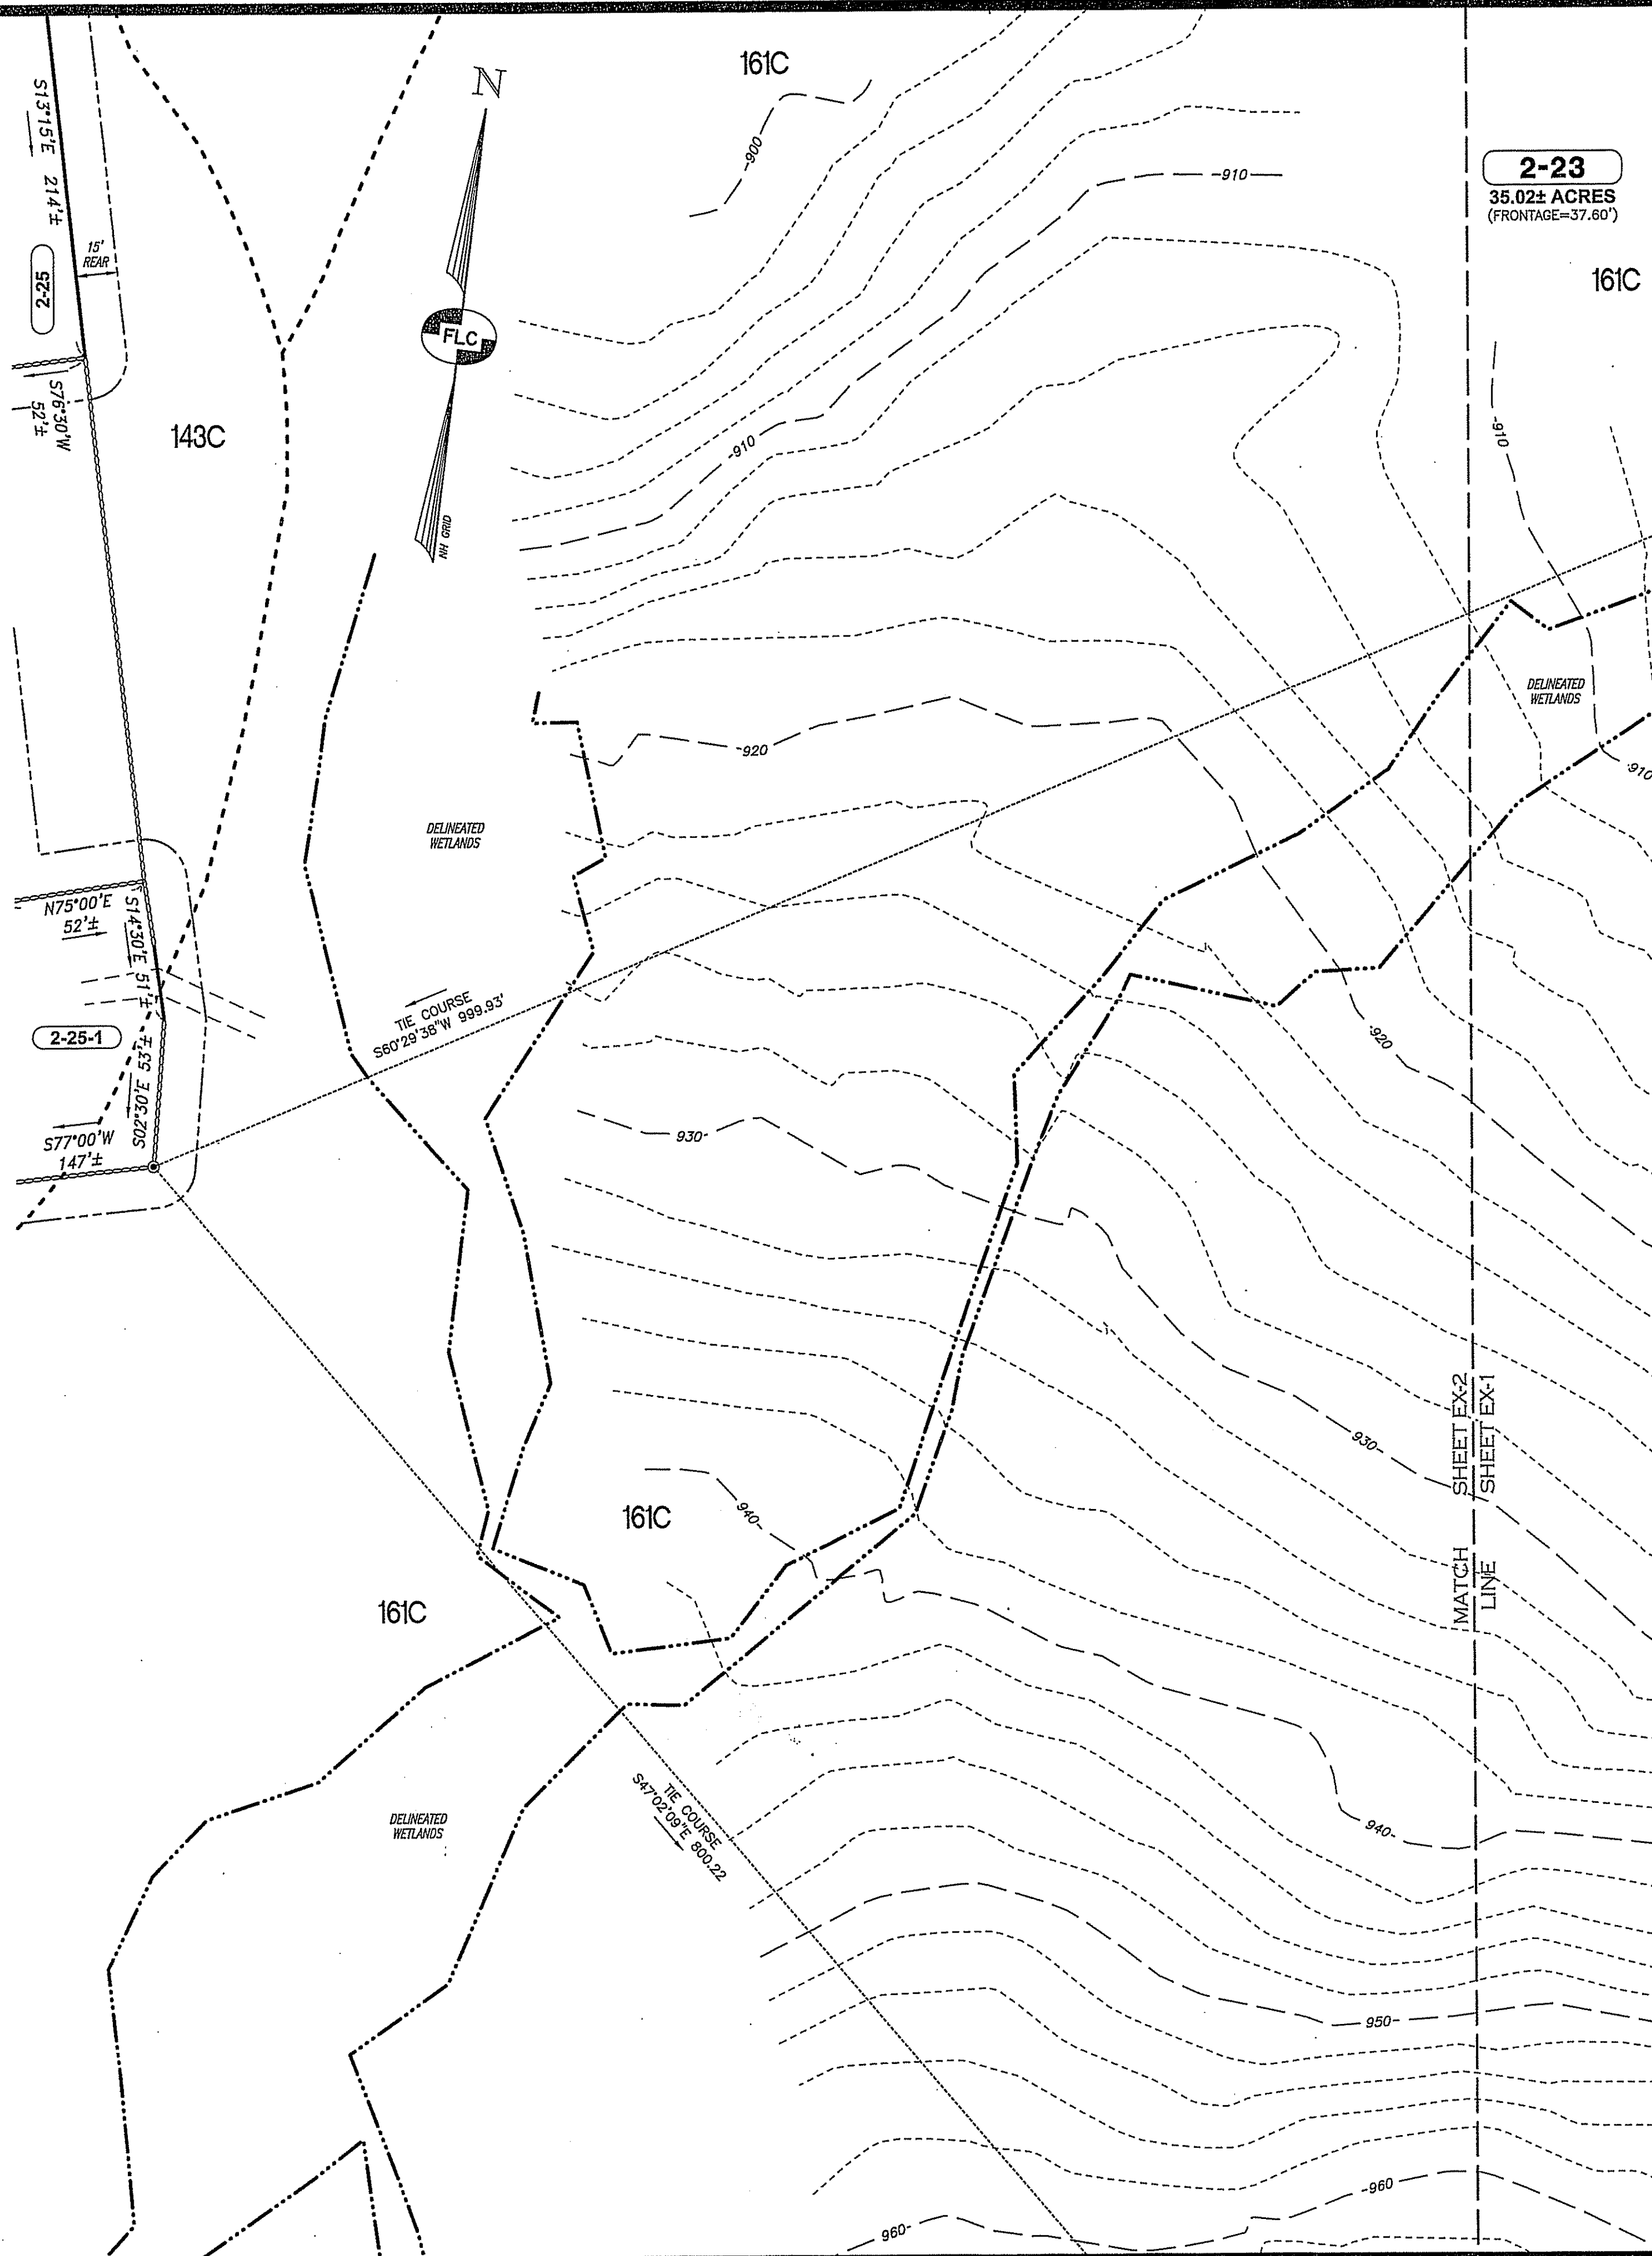 161C
N
900
-910
2-23
35.02± ACRES
(FRONTAGE=37.60')
161C
S13°15'E 214'±
15'
REAR
2-25
FLC
S76°30'W
52'±
143C
-910
-910
NH GRID
DELINEATED
WETLANDS
-920
-910
DELINEATED
WETLANDS
N75°00'E
52'±
S14°30'E 51'±
TIE COURSE
S60°29'38"W 999.93'
2-25-1
-920
S02°30'E 53'±
S77°00'W
147'±
930-
SHEET EX-2
SHEET EX-1
930-
940-
161C
MATCH
LINE
161C
TIE COURSE
S47°02'09"E 800.22
DELINEATED
WETLANDS
940-
950-
-960
960-